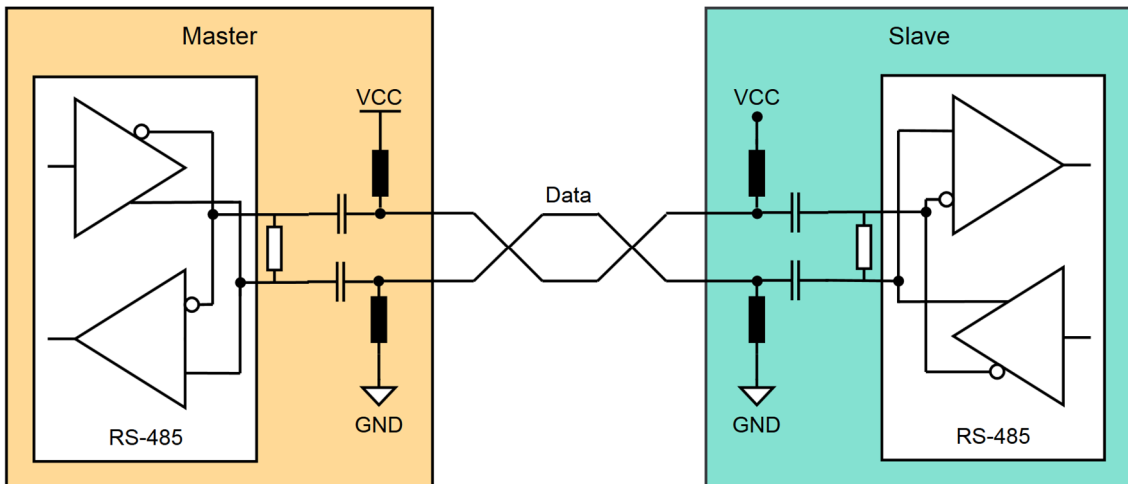 Master
Slave
VCC
VCC
Data
GND
GND
RS-485
RS-485